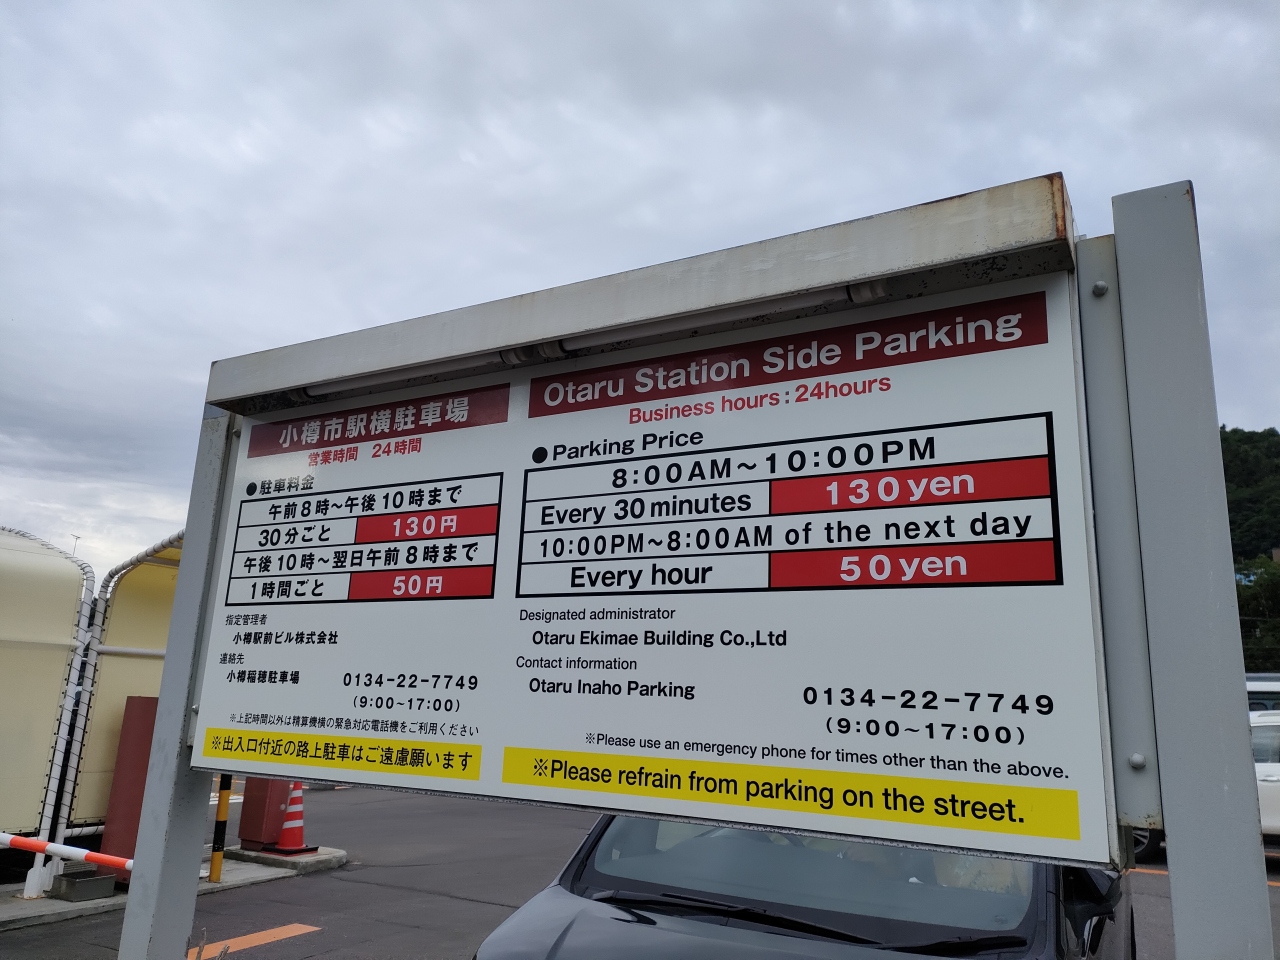 小樽市駅横駐車場
営業時間 24時間
●駐車料金
午前8時～午後10時まで
30分ごと 130円
午後10時～翌日午前8時まで
1時間ごと 50円
指定管理者
小樽駅前ビル株式会社
連絡先
小樽稲穂駐車場 0134-22-7749
(9:00~17:00)
※上記時間以外は精算機横の緊急対応電話機をご利用ください
※出入口付近の路上駐車はご遠慮願います
Otaru Station Side Parking
Business hours:24hours
●Parking Price
8:00AM～10:00PM
Every 30 minutes 130 yen
10:00PM~8:00AM of the next day
Every hour 50 yen
Designated administrator
Otaru Ekimae Building Co.,Ltd
Contact information
Otaru Inaho Parking 0134-22-7749
(9:00~17:00)
※Please use an emergency phone for times other than the above.
※Please refrain from parking on the street.